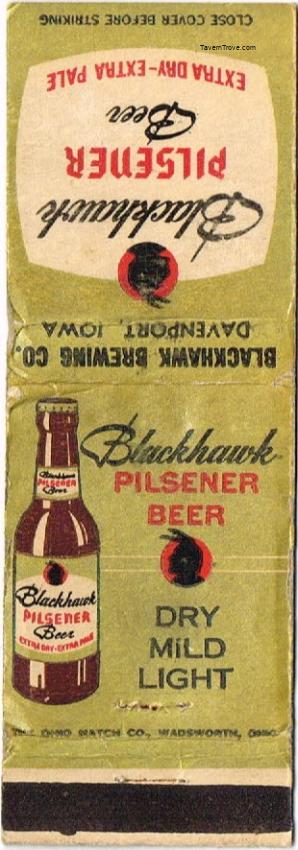 CLOSE COVER BEFORE STRIKING
TavernTrove.com
EXTRA DRY-EXTRA PALE
Beer
PILSENER
Blackhawk
DAVENPORT, IOWA
BLACKHAWK BREWING CO.
Blackhawk
PILSENER
BEER
Blackhawk
PILSENER
Beer
Blackhawk
PILSENER
Beer
EXTRA DRY-EXTRA PALE
DRY
MILD
LIGHT
THE OHIO MATCH CO., WADSWORTH, OHIO